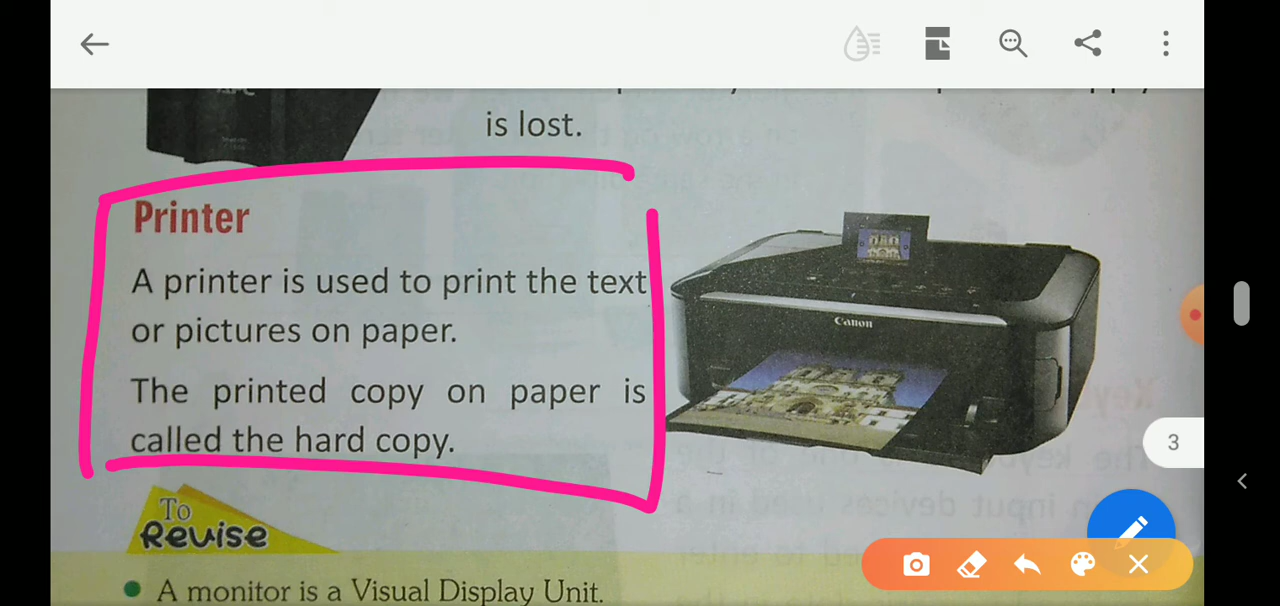 is lost.
Printer
A printer is used to print the text
or pictures on paper.
Canon
The printed copy on paper is
called the hard copy.
3
To
Revise
A monitor is a Visual Display Unit.